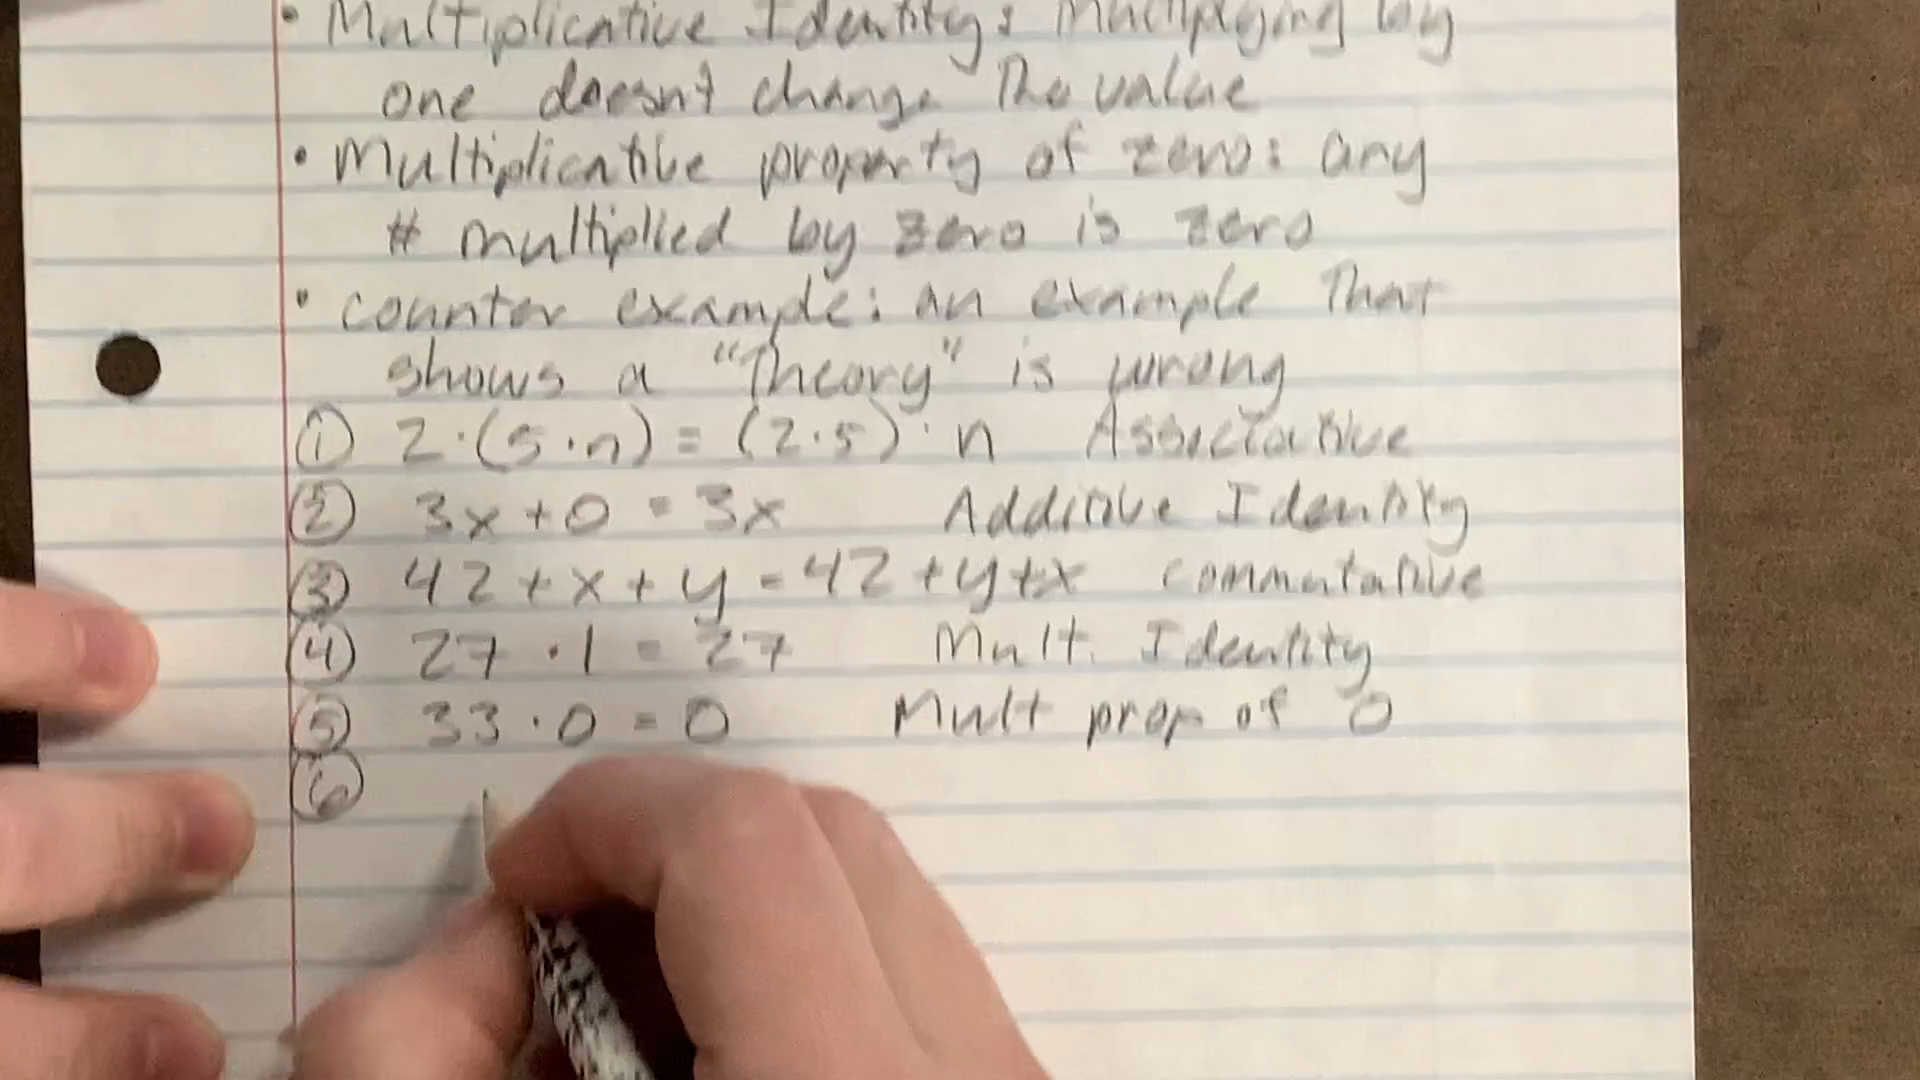 • Multiplicative Identity: Multiplying by
one doesn't change the value
• Multiplicative property of zero: any
# multiplied by zero is zero
• counter example: an example that
shows a "Theory" is wrong
① 2·(5·n) = (2·5)·n Associative
② 3x+0 = 3x Additive Identity
③ 42+x+y = 42+y+x commutative
④ 27·1 = 27 Mult. Identity
⑤ 33·0 = 0 Mult prop of 0
⑥